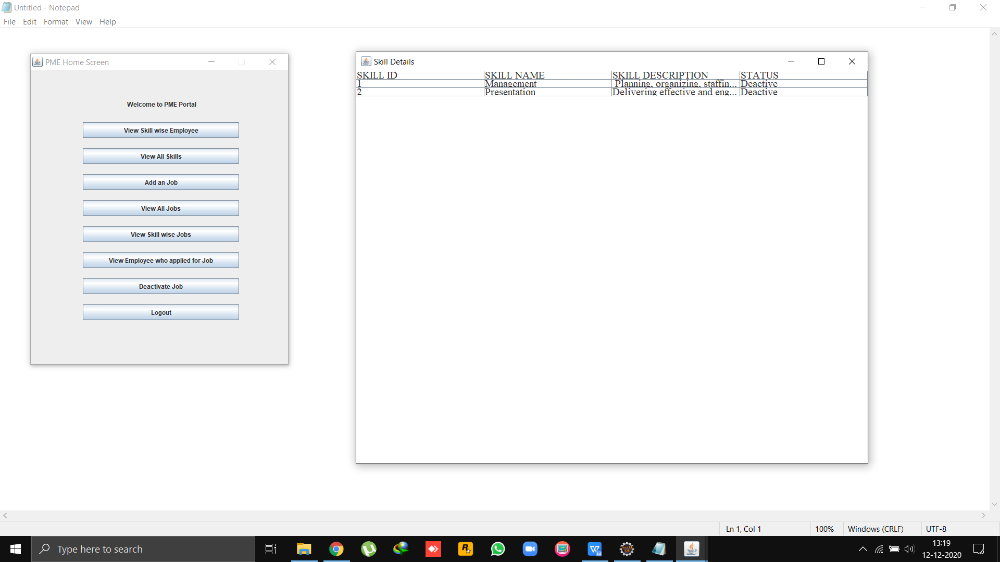 Untitled - Notepad
File Edit Format View Help
PME Home Screen
Welcome to PME Portal
View Skill wise Employee
View All Skills
Add an Job
View All Jobs
View Skill wise Jobs
View Employee who applied for Job
Deactivate Job
Logout
Skill Details
SKILL ID SKILL NAME SKILL DESCRIPTION STATUS
1 Management Planning, organizing, staffin... Deactive
2 Presentation Delivering effective and eng... Deactive
Ln 1, Col 1 100% Windows (CRLF) UTF-8
Type here to search
13:19
12-12-2020